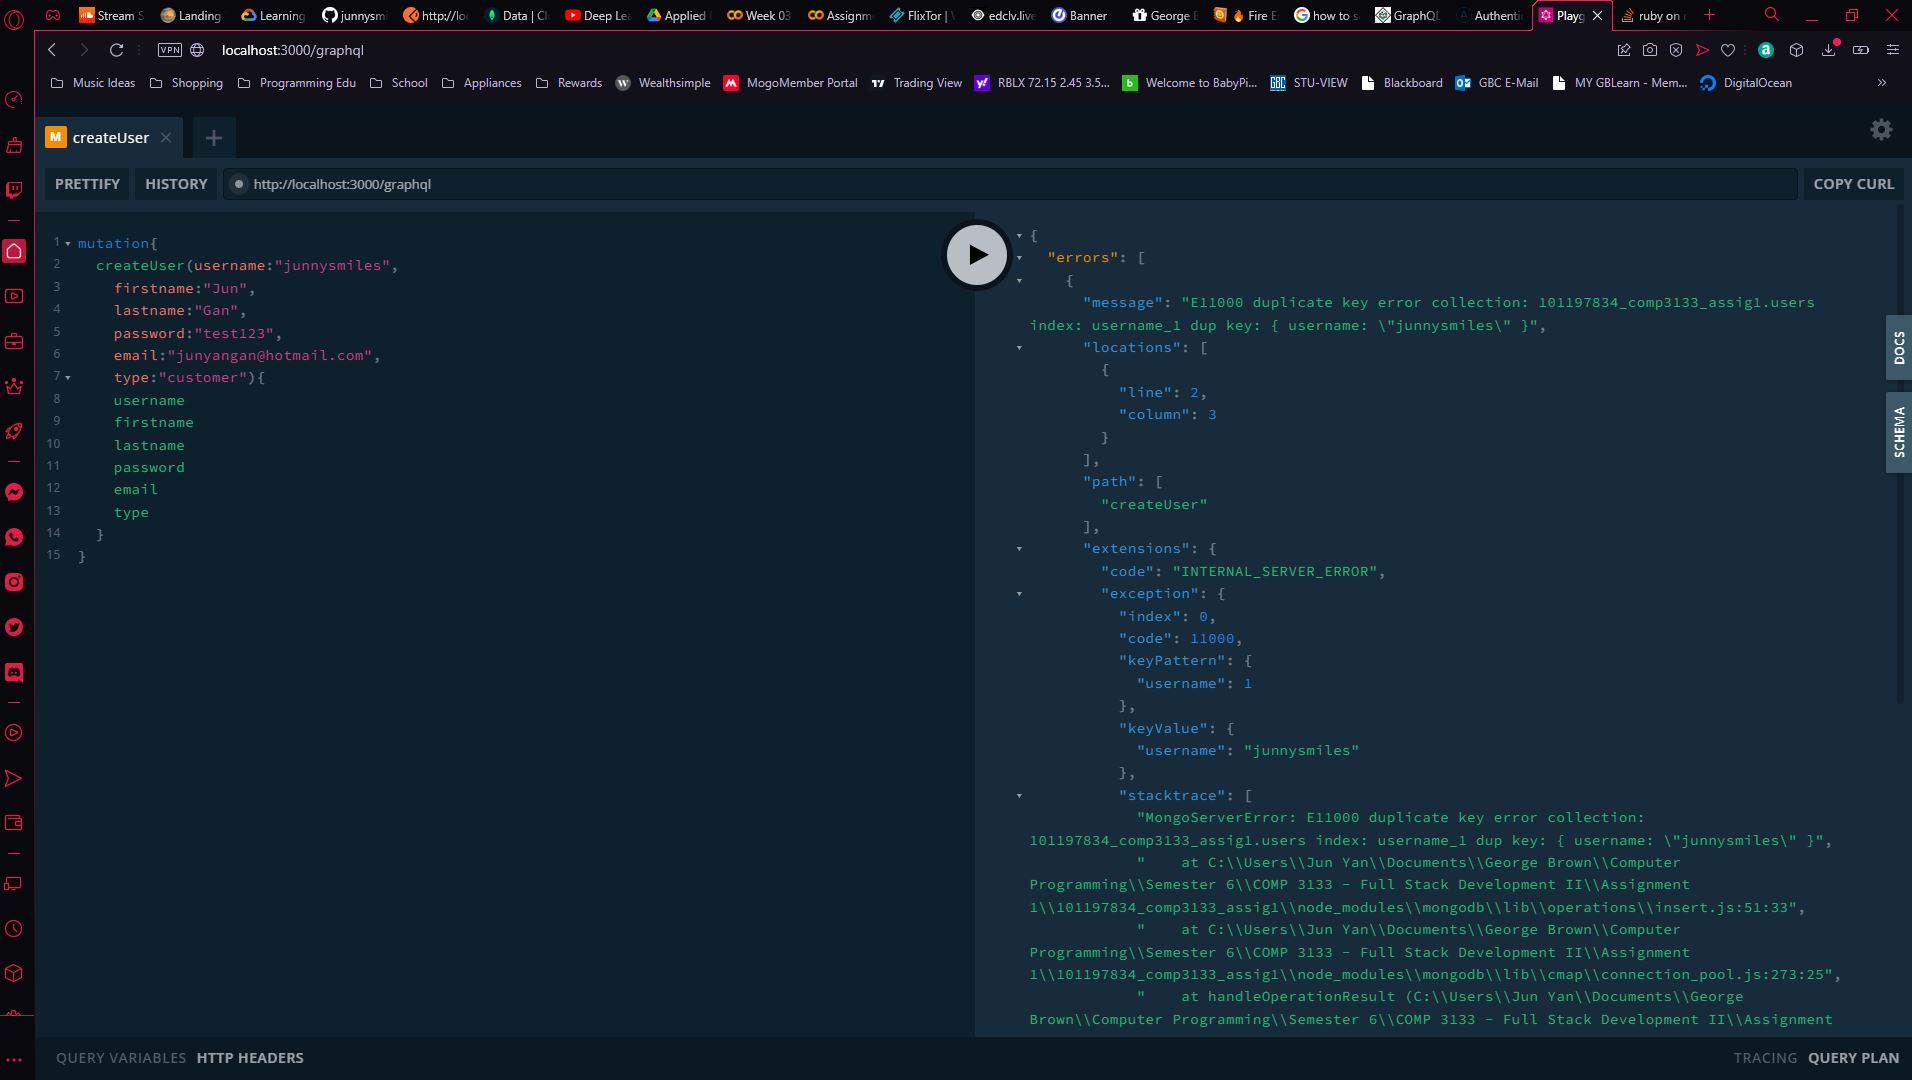 Stream S
Landing
Learning
junnysmi
http://loc
Data | Cl
Deep Le
Applied
Week 03
Assignm
FlixTor | W
edclv.live
Banner
George B
Fire E
how to s
GraphQL
Authenti
Playg
ruby on r
VPN
localhost:3000/graphql
Music Ideas
Shopping
Programming Edu
School
Appliances
Rewards
Wealthsimple
MogoMember Portal
Trading View
RBLX 72.15 2.45 3.5...
Welcome to BabyPi...
STU-VIEW
Blackboard
GBC E-Mail
MY GBLearn - Mem...
DigitalOcean
M createUser
PRETTIFY
HISTORY
http://localhost:3000/graphql
COPY CURL
1 mutation{
2 createUser(username:"junnysmiles",
3 firstname:"Jun",
4 lastname:"Gan",
5 password:"test123",
6 email:"junyangan@hotmail.com",
7 type:"customer"){
8 username
9 firstname
10 lastname
11 password
12 email
13 type
14 }
15 }
{
"errors": [
{
"message": "E11000 duplicate key error collection: 101197834_comp3133_assig1.users
index: username_1 dup key: { username: \"junnysmiles\" }",
"locations": [
{
"line": 2,
"column": 3
}
],
"path": [
"createUser"
],
"extensions": {
"code": "INTERNAL_SERVER_ERROR",
"exception": {
"index": 0,
"code": 11000,
"keyPattern": {
"username": 1
},
"keyValue": {
"username": "junnysmiles"
},
"stacktrace": [
"MongoServerError: E11000 duplicate key error collection:
101197834_comp3133_assig1.users index: username_1 dup key: { username: \"junnysmiles\" }",
"    at C:\\Users\\Jun Yan\\Documents\\George Brown\\Computer
Programming\\Semester 6\\COMP 3133 - Full Stack Development II\\Assignment
1\\101197834_comp3133_assig1\\node_modules\\mongodb\\lib\\operations\\insert.js:51:33",
"    at C:\\Users\\Jun Yan\\Documents\\George Brown\\Computer
Programming\\Semester 6\\COMP 3133 - Full Stack Development II\\Assignment
1\\101197834_comp3133_assig1\\node_modules\\mongodb\\lib\\cmap\\connection_pool.js:273:25",
"    at handleOperationResult (C:\\Users\\Jun Yan\\Documents\\George
Brown\\Computer Programming\\Semester 6\\COMP 3133 - Full Stack Development II\\Assignment
DOCS
SCHEMA
QUERY VARIABLES
HTTP HEADERS
TRACING
QUERY PLAN